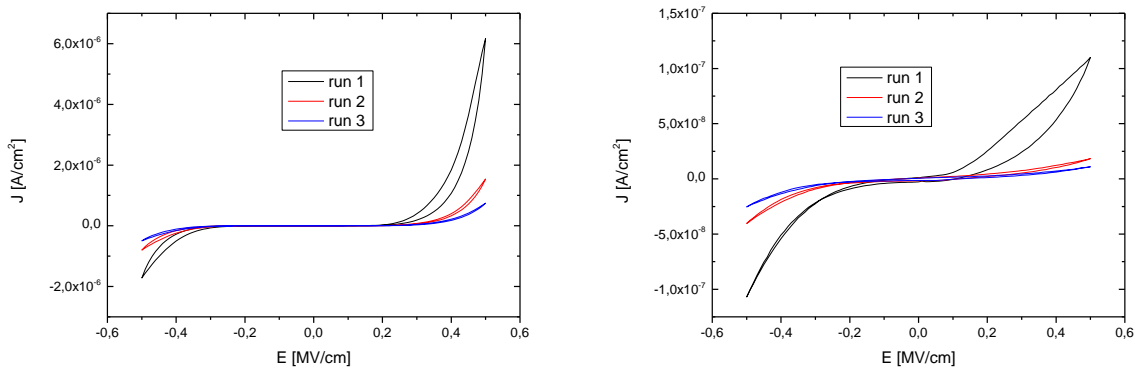 6,0x10⁻⁶
4,0x10⁻⁶
2,0x10⁻⁶
0,0
-2,0x10⁻⁶
J [A/cm²]
run 1
run 2
run 3
-0,6 -0,4 -0,2 0,0 0,2 0,4 0,6
E [MV/cm]
1,5x10⁻⁷
1,0x10⁻⁷
5,0x10⁻⁸
0,0
-5,0x10⁻⁸
-1,0x10⁻⁷
J [A/cm²]
run 1
run 2
run 3
-0,6 -0,4 -0,2 0,0 0,2 0,4 0,6
E [MV/cm]